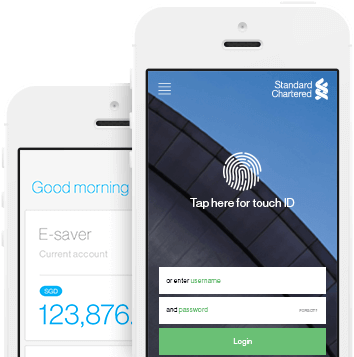 Good morning
E-saver
Current account
SGD
123,876.
Standard
Chartered
Tap here for touch ID
or enter username
and password
Login